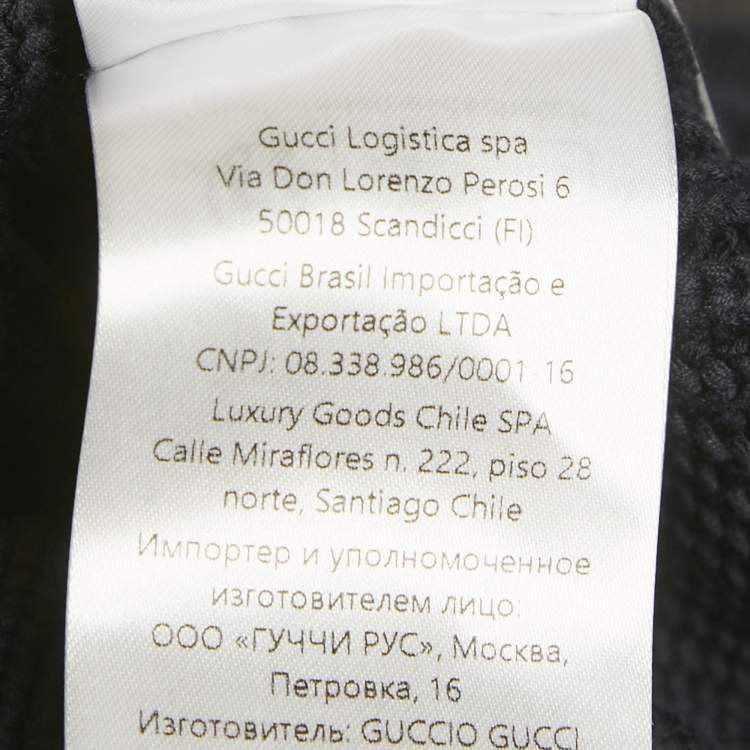 Gucci Logistica spa
Via Don Lorenzo Perosi 6
50018 Scandicci (FI)
Gucci Brasil Importação e
Exportação LTDA
CNPJ: 08.338.986/0001-16
Luxury Goods Chile SPA
Calle Miraflores n. 222, piso 28
norte, Santiago Chile
Импортер и уполномоченное
изготовителем лицо:
ООО «ГУЧЧИ РУС», Москва,
Петровка, 16
Изготовитель: GUCCIO GUCCI